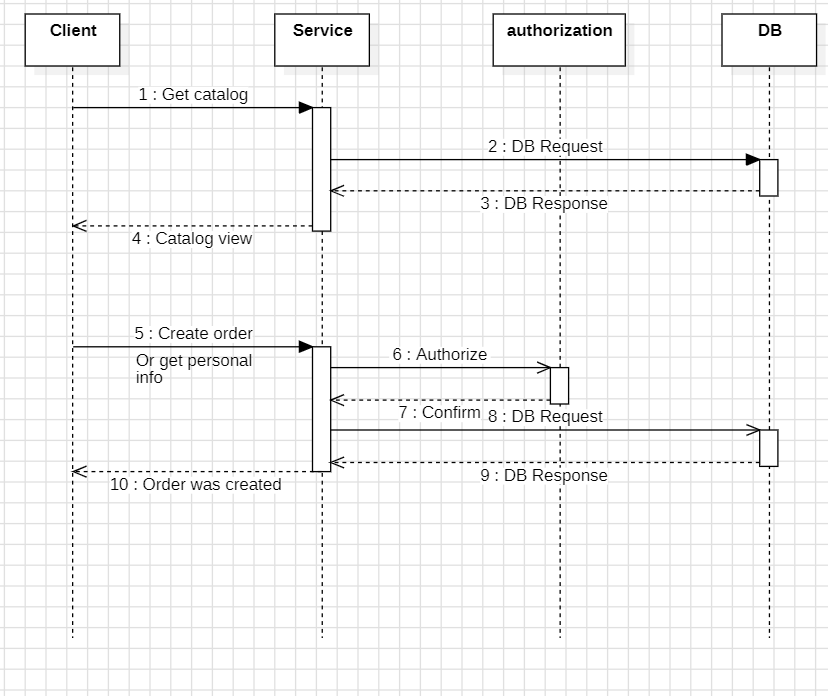 Client
Service
authorization
DB
1 : Get catalog
2 : DB Request
3 : DB Response
4 : Catalog view
5 : Create order
Or get personal
info
6 : Authorize
7 : Confirm
8 : DB Request
9 : DB Response
10 : Order was created